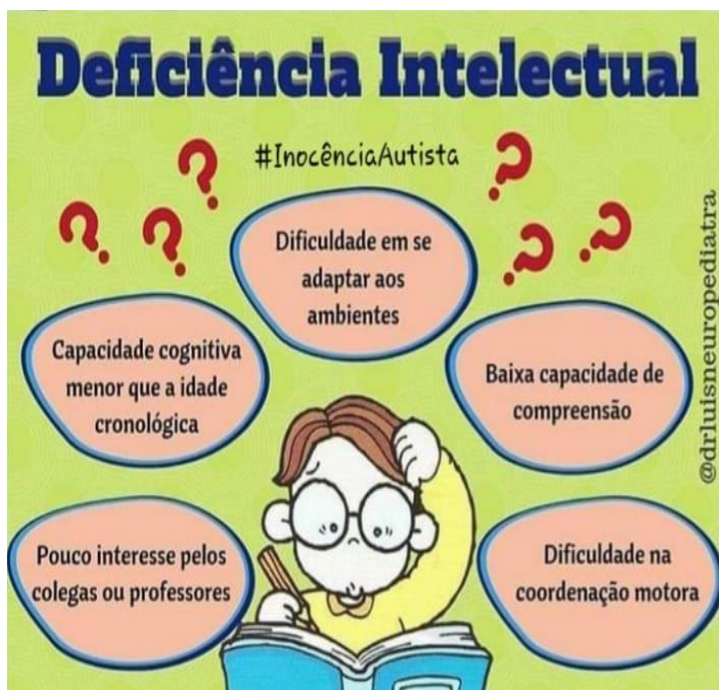 Deficiência Intelectual
#InocênciaAutista
Dificuldade em se
adaptar aos
ambientes
Capacidade cognitiva
menor que a idade
cronológica
Baixa capacidade de
compreensão
Pouco interesse pelos
colegas ou professores
Dificuldade na
coordenação motora
@drluisneuropediatra